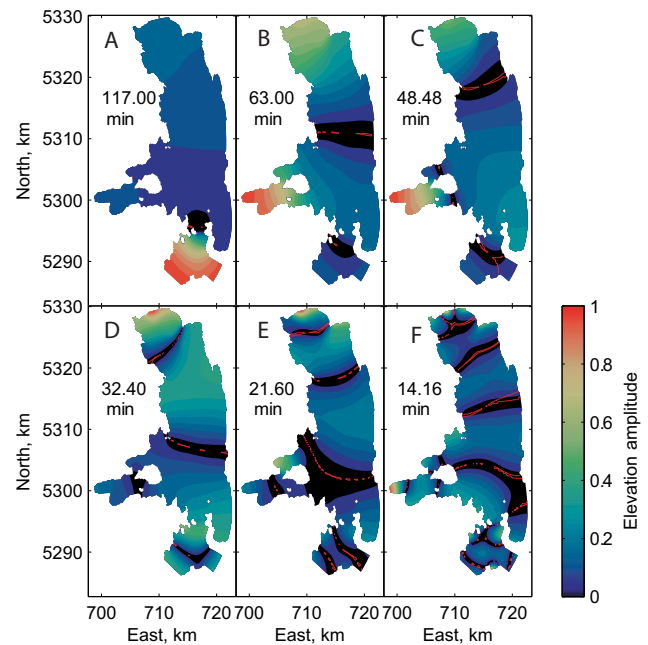 5330
A
B
C
5320
117.00
min
63.00
min
48.48
min
5310
North, km
5300
5290
5330
D
E
F
1
5320
32.40
min
21.60
min
14.16
min
0.8
5310
North, km
0.6
5300
0.4
5290
0.2
0
Elevation amplitude
700 710 720 700 710 720 700 710 720
East, km East, km East, km